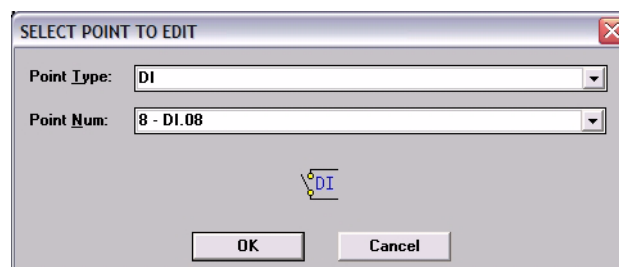 SELECT POINT TO EDIT
Point Type: DI
Point Num: 8 - DI.08
DI
OK Cancel